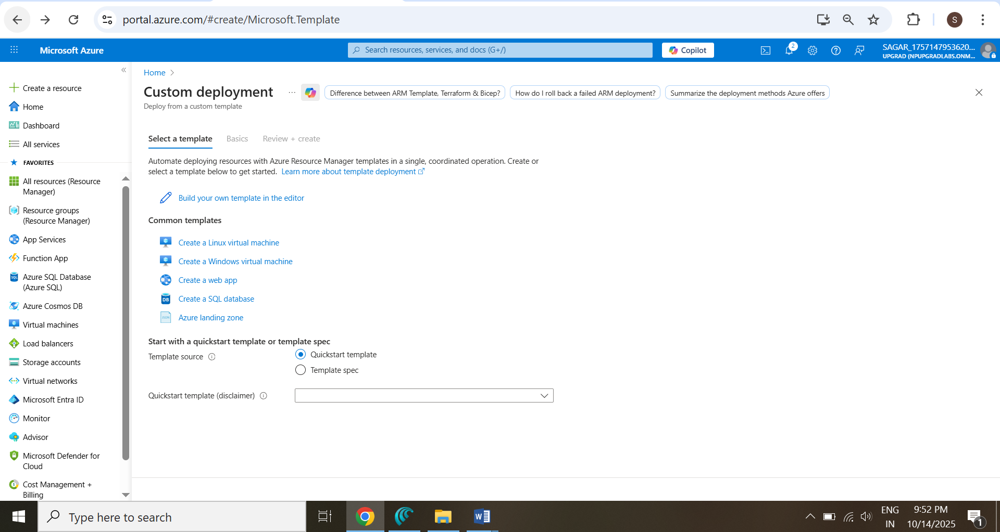 portal.azure.com/#create/Microsoft.Template
S
Microsoft Azure
Search resources, services, and docs (G+/)
Copilot
2
SAGAR_1757147953620...
UPGRAD (NPUPGRADLABS.ONM...
Create a resource
Home
Dashboard
All services
FAVORITES
All resources (Resource
Manager)
Resource groups
(Resource Manager)
App Services
Function App
Azure SQL Database
(Azure SQL)
Azure Cosmos DB
Virtual machines
Load balancers
Storage accounts
Virtual networks
Microsoft Entra ID
Monitor
Advisor
Microsoft Defender for
Cloud
Cost Management +
Billing
Home
Custom deployment
Difference between ARM Template, Terraform & Bicep?
How do I roll back a failed ARM deployment?
Summarize the deployment methods Azure offers
Deploy from a custom template
Select a template
Basics
Review + create
Automate deploying resources with Azure Resource Manager templates in a single, coordinated operation. Create or
select a template below to get started. Learn more about template deployment
Build your own template in the editor
Common templates
Create a Linux virtual machine
Create a Windows virtual machine
Create a web app
DB
Create a SQL database
JSON
Azure landing zone
Start with a quickstart template or template spec
Template source
Quickstart template
Template spec
Quickstart template (disclaimer)
Type here to search
W
ENG
IN
9:52 PM
10/14/2025
1